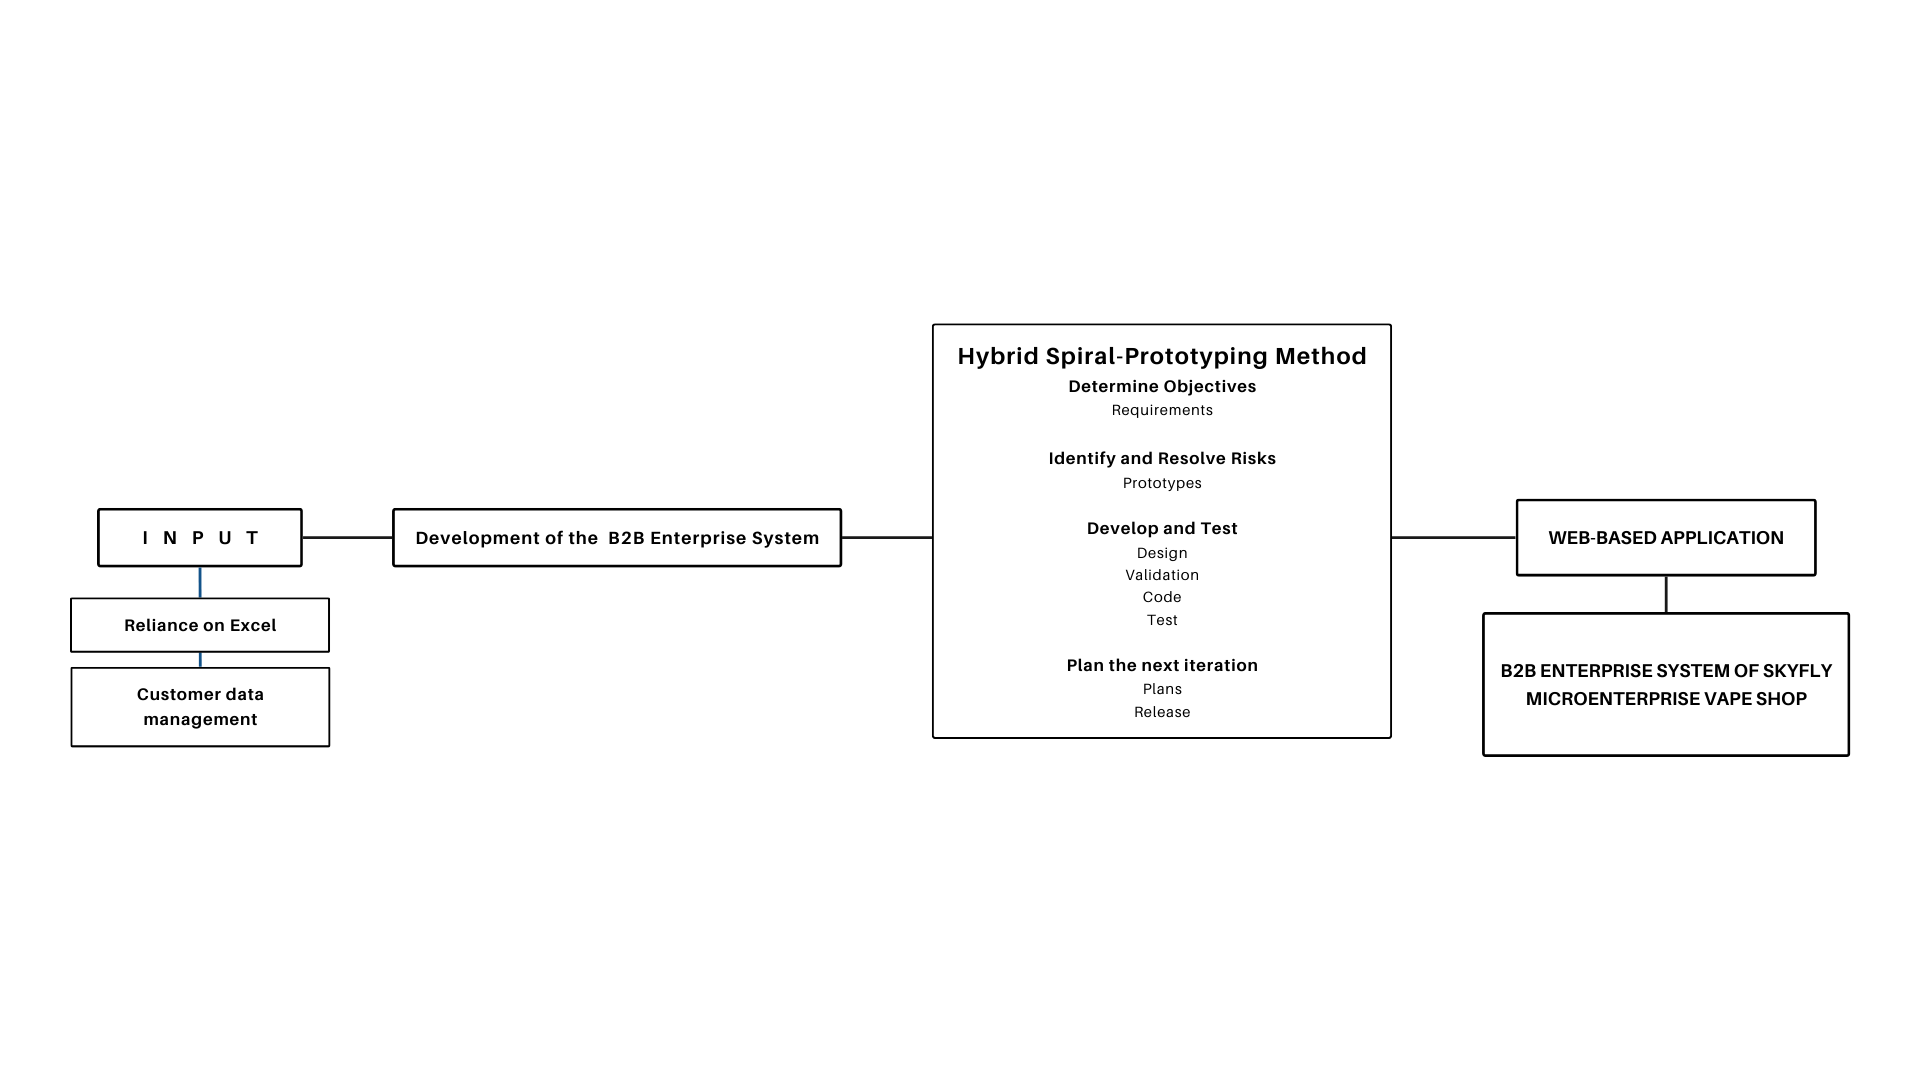 I N P U T
Reliance on Excel
Customer data
management
Development of the B2B Enterprise System
Hybrid Spiral-Prototyping Method
Determine Objectives
Requirements
Identify and Resolve Risks
Prototypes
Develop and Test
Design
Validation
Code
Test
Plan the next iteration
Plans
Release
WEB-BASED APPLICATION
B2B ENTERPRISE SYSTEM OF SKYFLY
MICROENTERPRISE VAPE SHOP